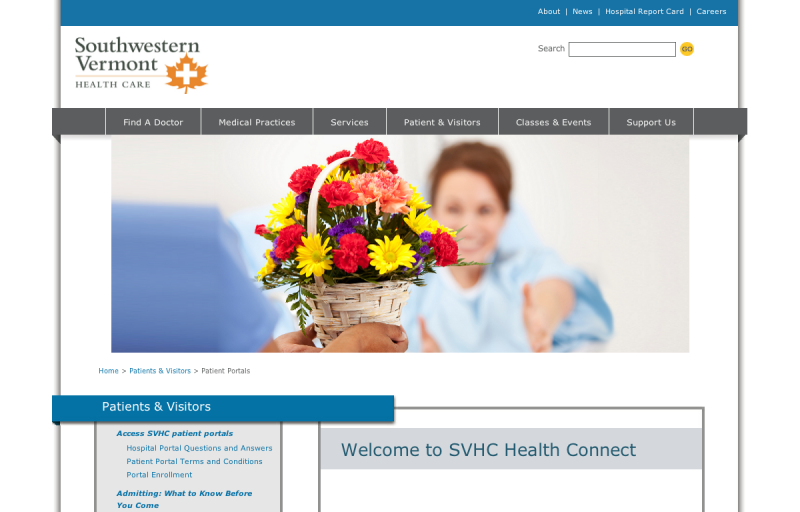 About | News | Hospital Report Card | Careers
Southwestern
Vermont
HEALTH CARE
Search GO
Find A Doctor Medical Practices Services Patient & Visitors Classes & Events Support Us
Home > Patients & Visitors > Patient Portals
Patients & Visitors
Access SVHC patient portals
Hospital Portal Questions and Answers
Patient Portal Terms and Conditions
Portal Enrollment
Admitting: What to Know Before
You Come
Welcome to SVHC Health Connect